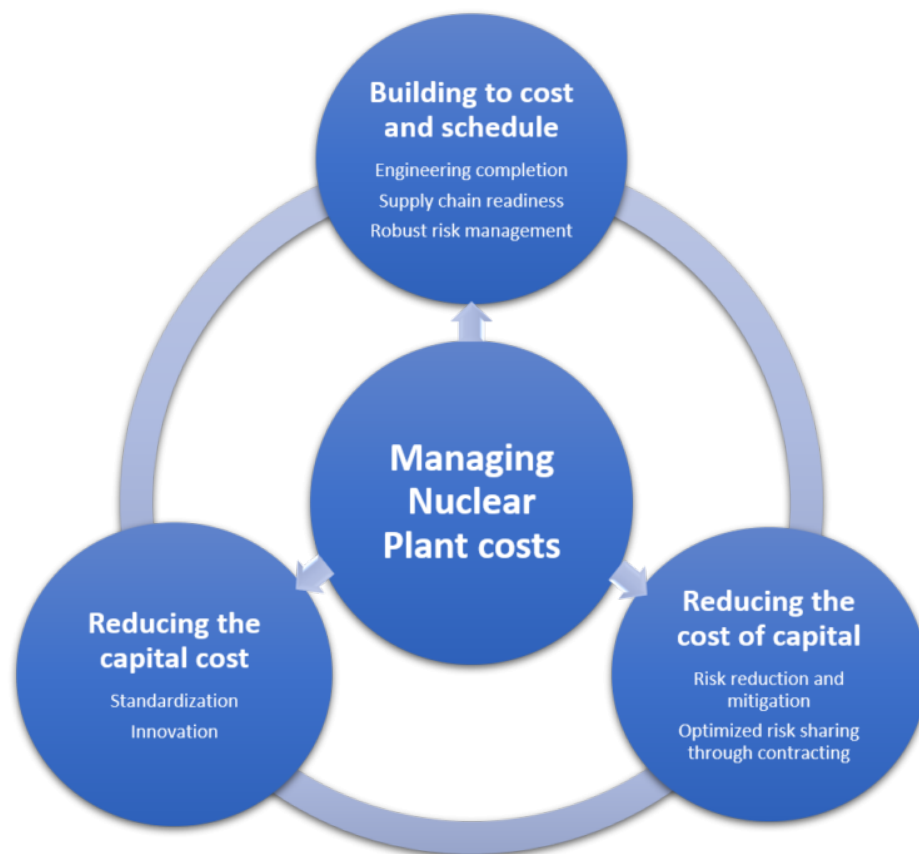 Building to cost
and schedule
Engineering completion
Supply chain readiness
Robust risk management
Managing
Nuclear
Plant costs
Reducing the
capital cost
Standardization
Innovation
Reducing the
cost of capital
Risk reduction and
mitigation
Optimized risk sharing
through contracting